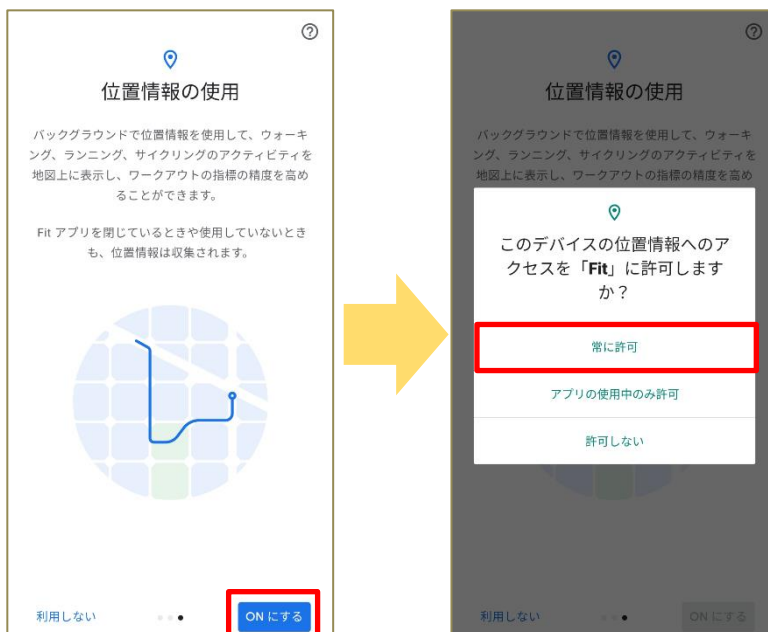 位置情報の使用
バックグラウンドで位置情報を使用して、ウォーキ
ング、ランニング、サイクリングのアクティビティを
地図上に表示し、ワークアウトの指標の精度を高め
ることができます。
Fit アプリを閉じているときや使用していないとき
も、位置情報は収集されます。
利用しない
ON にする
位置情報の使用
バックグラウンドで位置情報を使用して、ウォーキ
ング、ランニング、サイクリングのアクティビティを
地図上に表示し、ワークアウトの指標の精度を高め
このデバイスの位置情報へのア
クセスを「Fit」に許可します
か？
常に許可
アプリの使用中のみ許可
許可しない
利用しない
ON にする